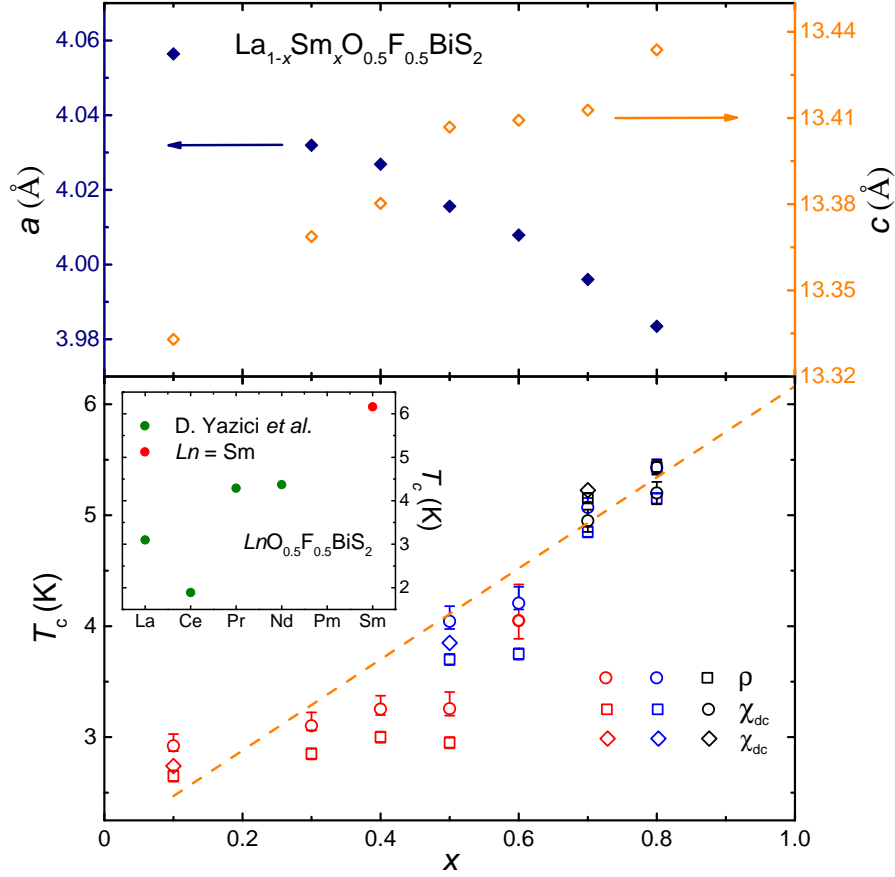 La1-xSmxO0.5F0.5BiS2
4.06
4.04
4.02
4.00
3.98
a (Å)
13.44
13.41
13.38
13.35
13.32
c (Å)
6
5
4
3
Tc (K)
D. Yazici et al.
Ln = Sm
LnO0.5F0.5BiS2
6
5
4
3
2
Tc (K)
La Ce Pr Nd Pm Sm
ρ
χdc
χdc
0 0.2 0.4 0.6 0.8 1.0
x